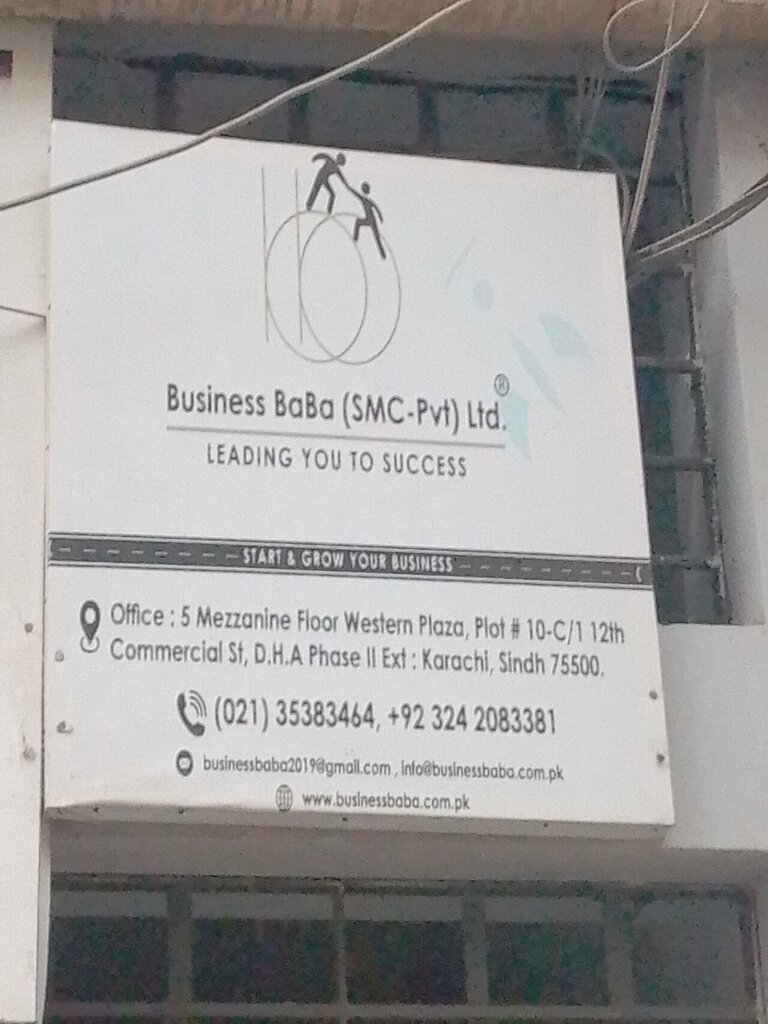 Business BaBa (SMC-Pvt) Ltd.®
LEADING YOU TO SUCCESS
START & GROW YOUR BUSINESS
Office : 5 Mezzanine Floor Western Plaza, Plot # 10-C/1 12th
Commercial St, D.H.A Phase II Ext : Karachi, Sindh 75500.
(021) 35383464, +92 324 2083381
businessbaba2019@gmail.com , info@businessbaba.com.pk
www.businessbaba.com.pk